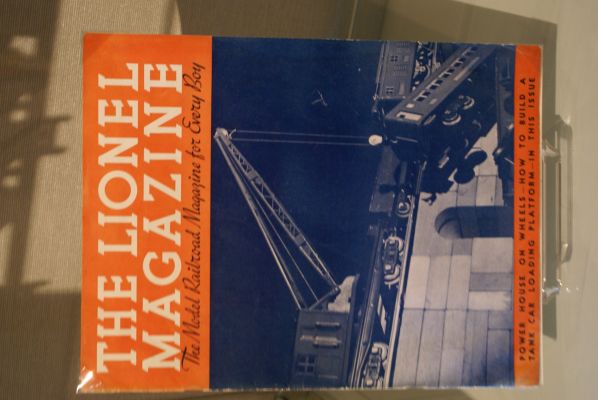 THE LIONEL
MAGAZINE
The Model Railroad Magazine for Every Boy
POWER HOUSE ON WHEELS—HOW TO BUILD A
TANK CAR LOADING PLATFORM—IN THIS ISSUE